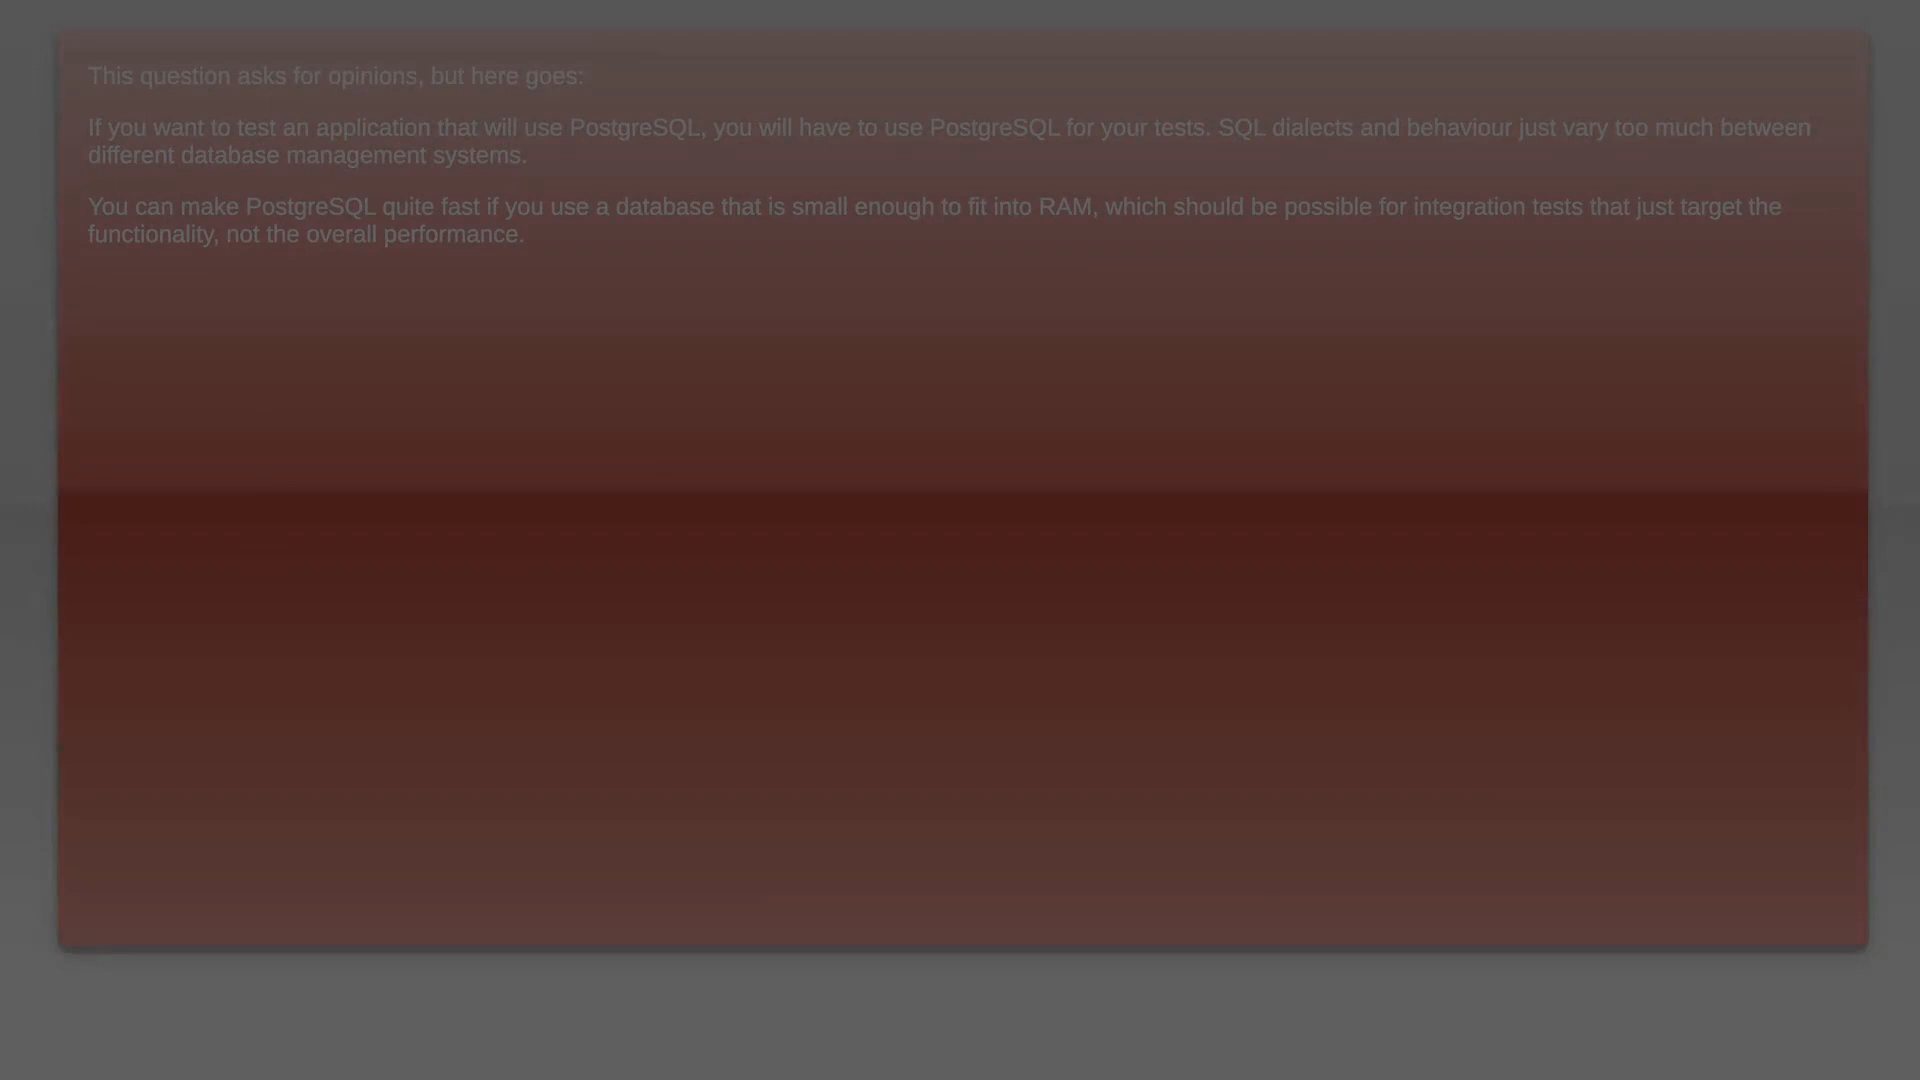 This question asks for opinions, but here goes:
If you want to test an application that will use PostgreSQL, you will have to use PostgreSQL for your tests. SQL dialects and behaviour just vary too much between
different database management systems.
You can make PostgreSQL quite fast if you use a database that is small enough to fit into RAM, which should be possible for integration tests that just target the
functionality, not the overall performance.